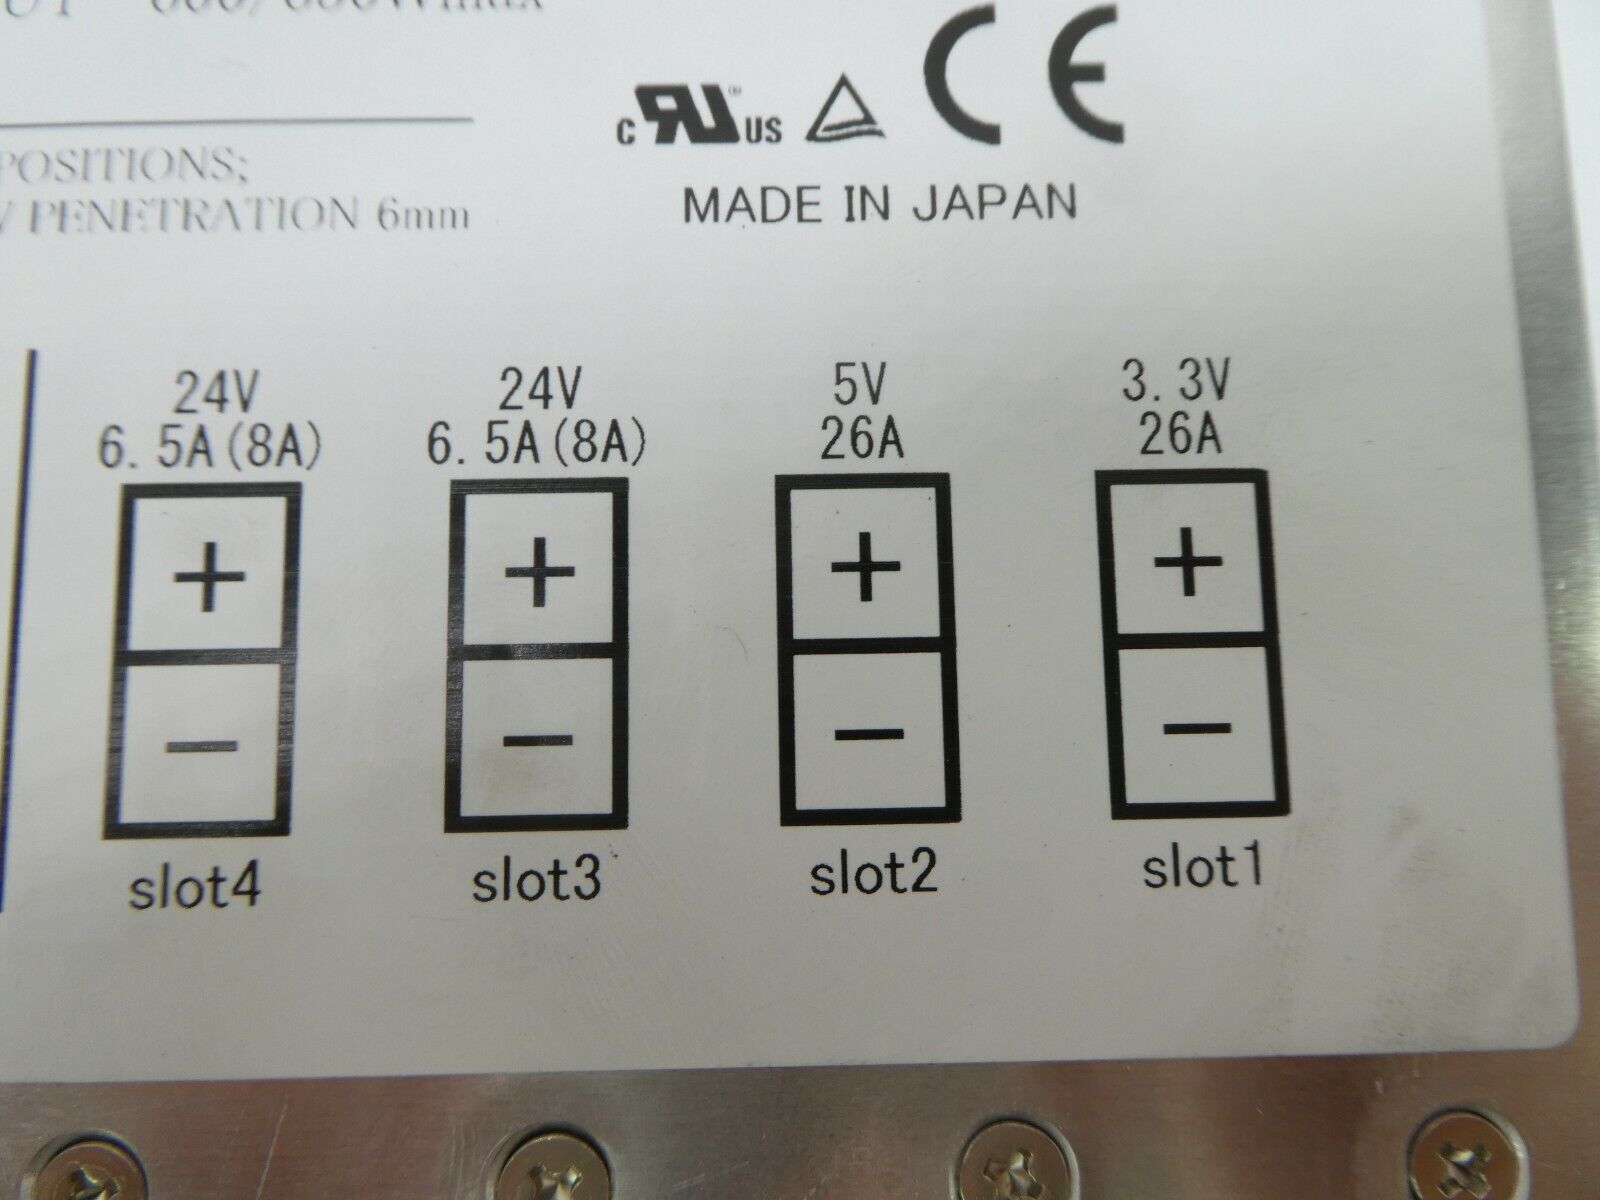 c RU ® US CE
POSITIONS;
PENETRATION 6mm
MADE IN JAPAN
24V 24V 5V 3.3V
6.5A(8A) 6.5A(8A) 26A 26A
+ + + +
− − − −
slot4 slot3 slot2 slot1